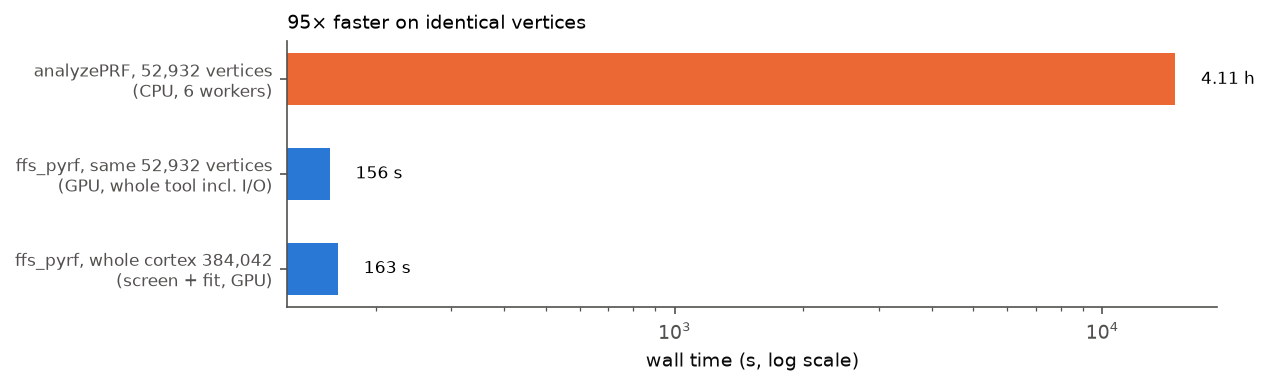 95× faster on identical vertices
analyzePRF, 52,932 vertices
(CPU, 6 workers)
4.11 h
ffs_pyrf, same 52,932 vertices
(GPU, whole tool incl. I/O)
156 s
ffs_pyrf, whole cortex 384,042
(screen + fit, GPU)
163 s
10³ 10⁴
wall time (s, log scale)